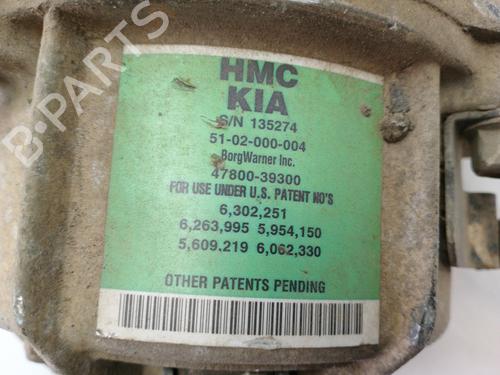 HMC
KIA
S/N 135274
51-02-000-004
BorgWarner Inc.
47800-39300
FOR USE UNDER U.S. PATENT NO'S
6,302,251
6,263,995 5,954,150
5,609.219 6,062,330
OTHER PATENTS PENDING